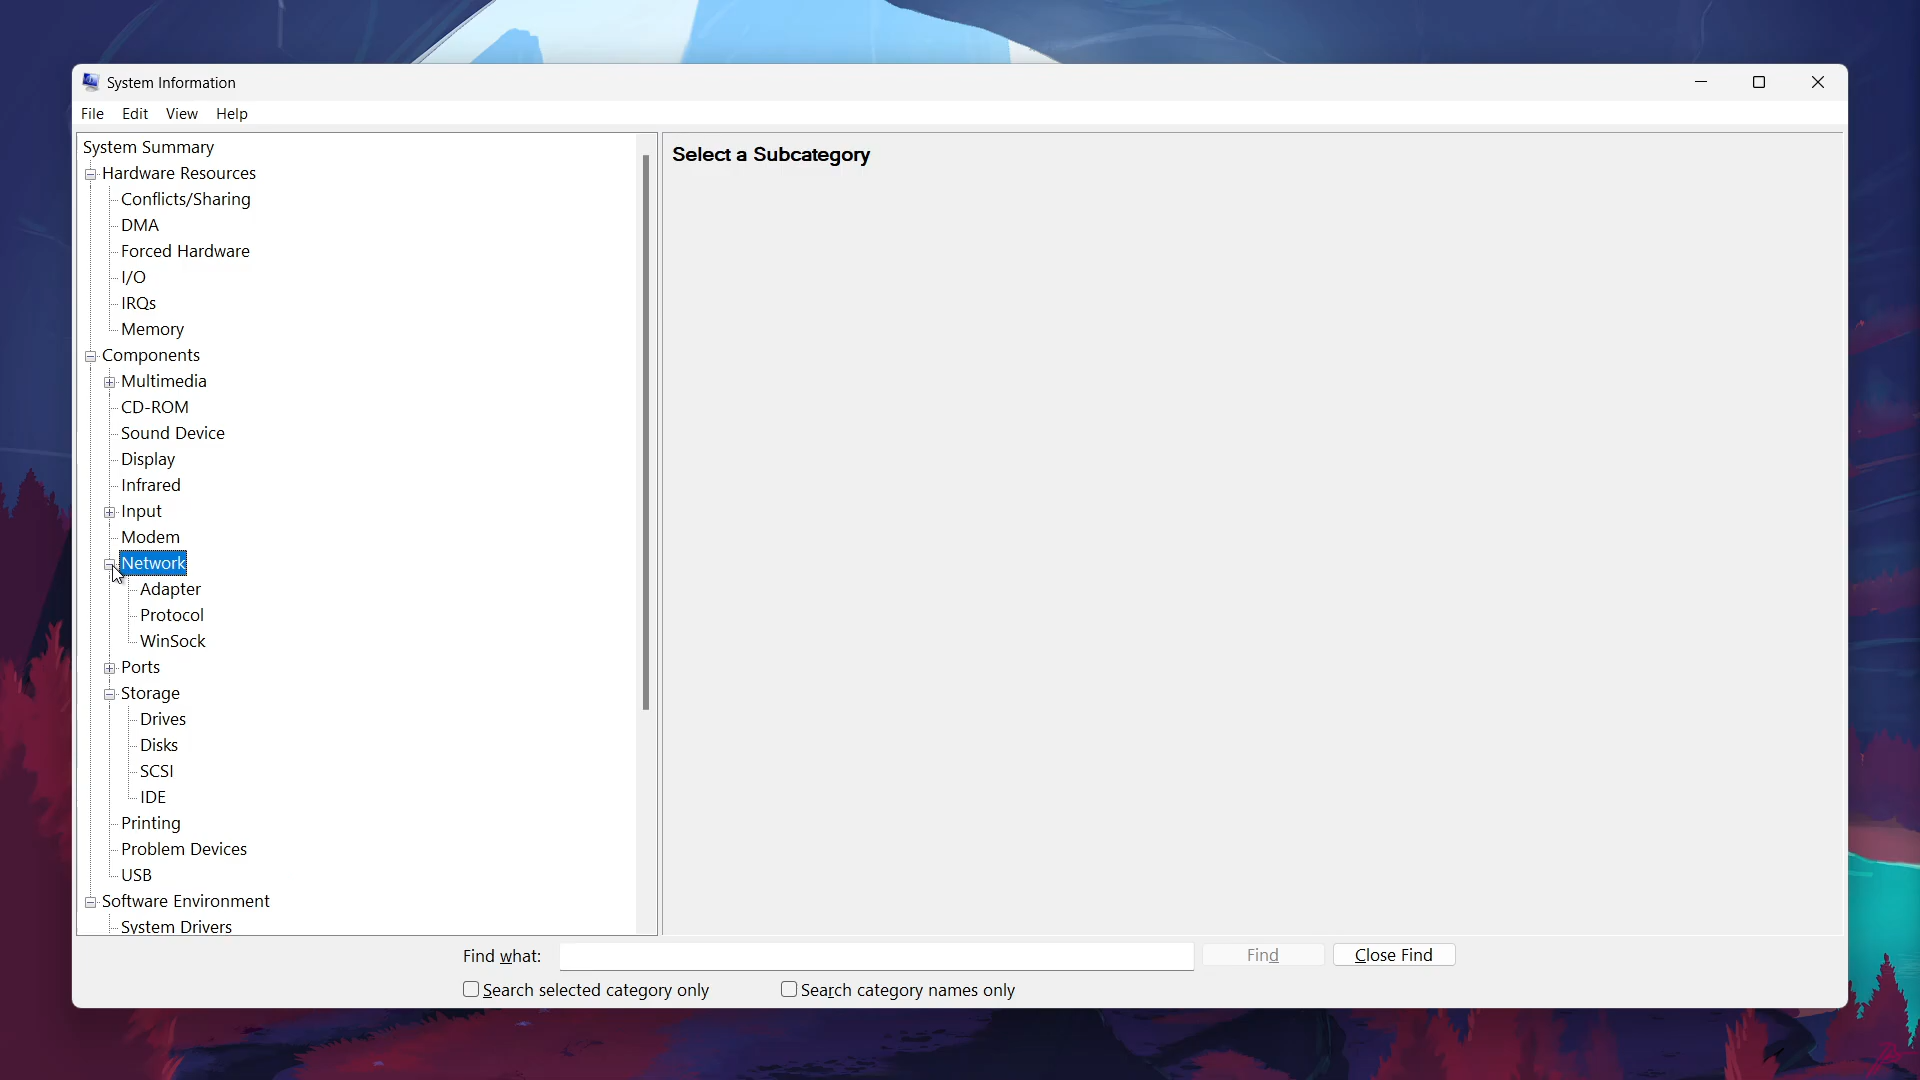 System Information
File Edit View Help
System Summary
Hardware Resources
Conflicts/Sharing
DMA
Forced Hardware
I/O
IRQs
Memory
Components
Multimedia
CD-ROM
Sound Device
Display
Infrared
Input
Modem
Network
Adapter
Protocol
WinSock
Ports
Storage
Drives
Disks
SCSI
IDE
Printing
Problem Devices
USB
Software Environment
System Drivers
Select a Subcategory
Find what: Find Close Find
Search selected category only Search category names only